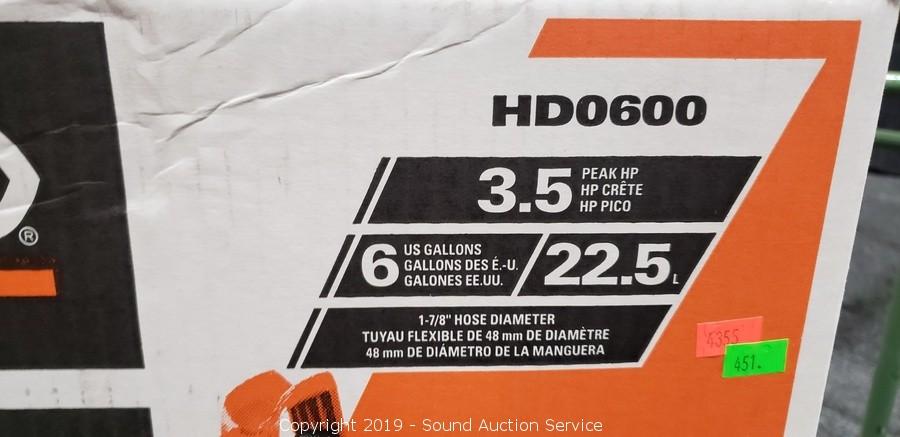 HD0600
3.5
PEAK HP
HP CRÊTE
HP PICO
6
US GALLONS
GALLONS DES É.-U.
GALONES EE.UU.
22.5 L
1-7/8" HOSE DIAMETER
TUYAU FLEXIBLE DE 48 mm DE DIAMÈTRE
48 mm DE DIÁMETRO DE LA MANGUERA
®
4355
451.
Copyright 2019 - Sound Auction Service